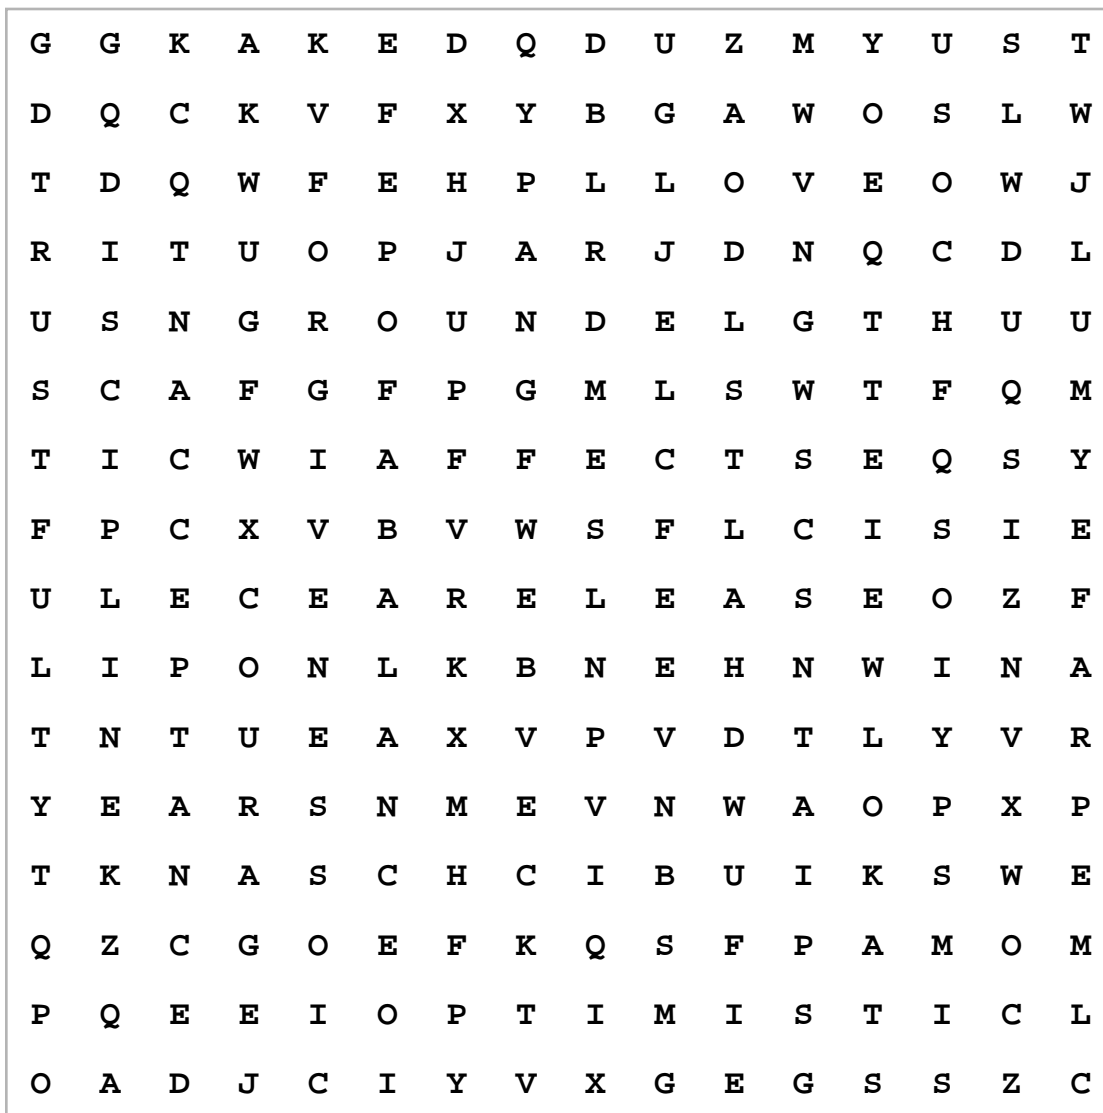 G G K A K E D Q D U Z M Y U S T
D Q C K V F X Y B G A W O S L W
T D Q W F E H P L L O V E O W J
R I T U O P J A R J D N Q C D L
U S N G R O U N D E L G T H U U
S C A F G F P G M L S W T F Q M
T I C W I A F F E C T S E Q S Y
F P C X V B V W S F L C I S I E
U L E C E A R E L E A S E O Z F
L I P O N L K B N E H N W I N A
T N T U E A X V P V D T L Y V R
Y E A R S N M E V N W A O P X P
T K N A S C H C I B U I K S W E
Q Z C G O E F K Q S F P A M O M
P Q E E I O P T I M I S T I C L
O A D J C I Y V X G E G S S Z C